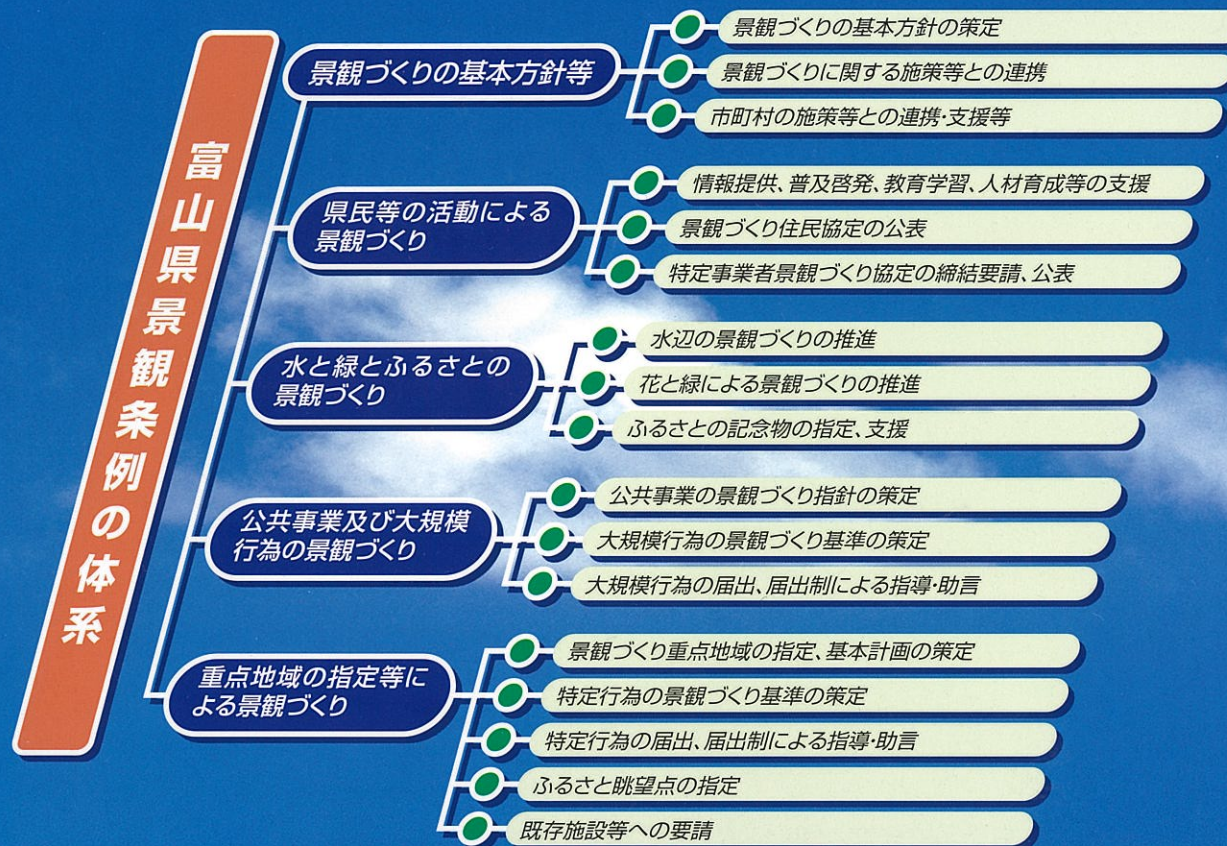 富山県景観条例の体系
景観づくりの基本方針等
景観づくりの基本方針の策定
景観づくりに関する施策等との連携
市町村の施策等との連携・支援等
県民等の活動による
景観づくり
情報提供、普及啓発、教育学習、人材育成等の支援
景観づくり住民協定の公表
特定事業者景観づくり協定の締結要請、公表
水と緑とふるさとの
景観づくり
水辺の景観づくりの推進
花と緑による景観づくりの推進
ふるさとの記念物の指定、支援
公共事業及び大規模
行為の景観づくり
公共事業の景観づくり指針の策定
大規模行為の景観づくり基準の策定
大規模行為の届出、届出制による指導・助言
重点地域の指定等に
よる景観づくり
景観づくり重点地域の指定、基本計画の策定
特定行為の景観づくり基準の策定
特定行為の届出、届出制による指導・助言
ふるさと眺望点の指定
既存施設等への要請